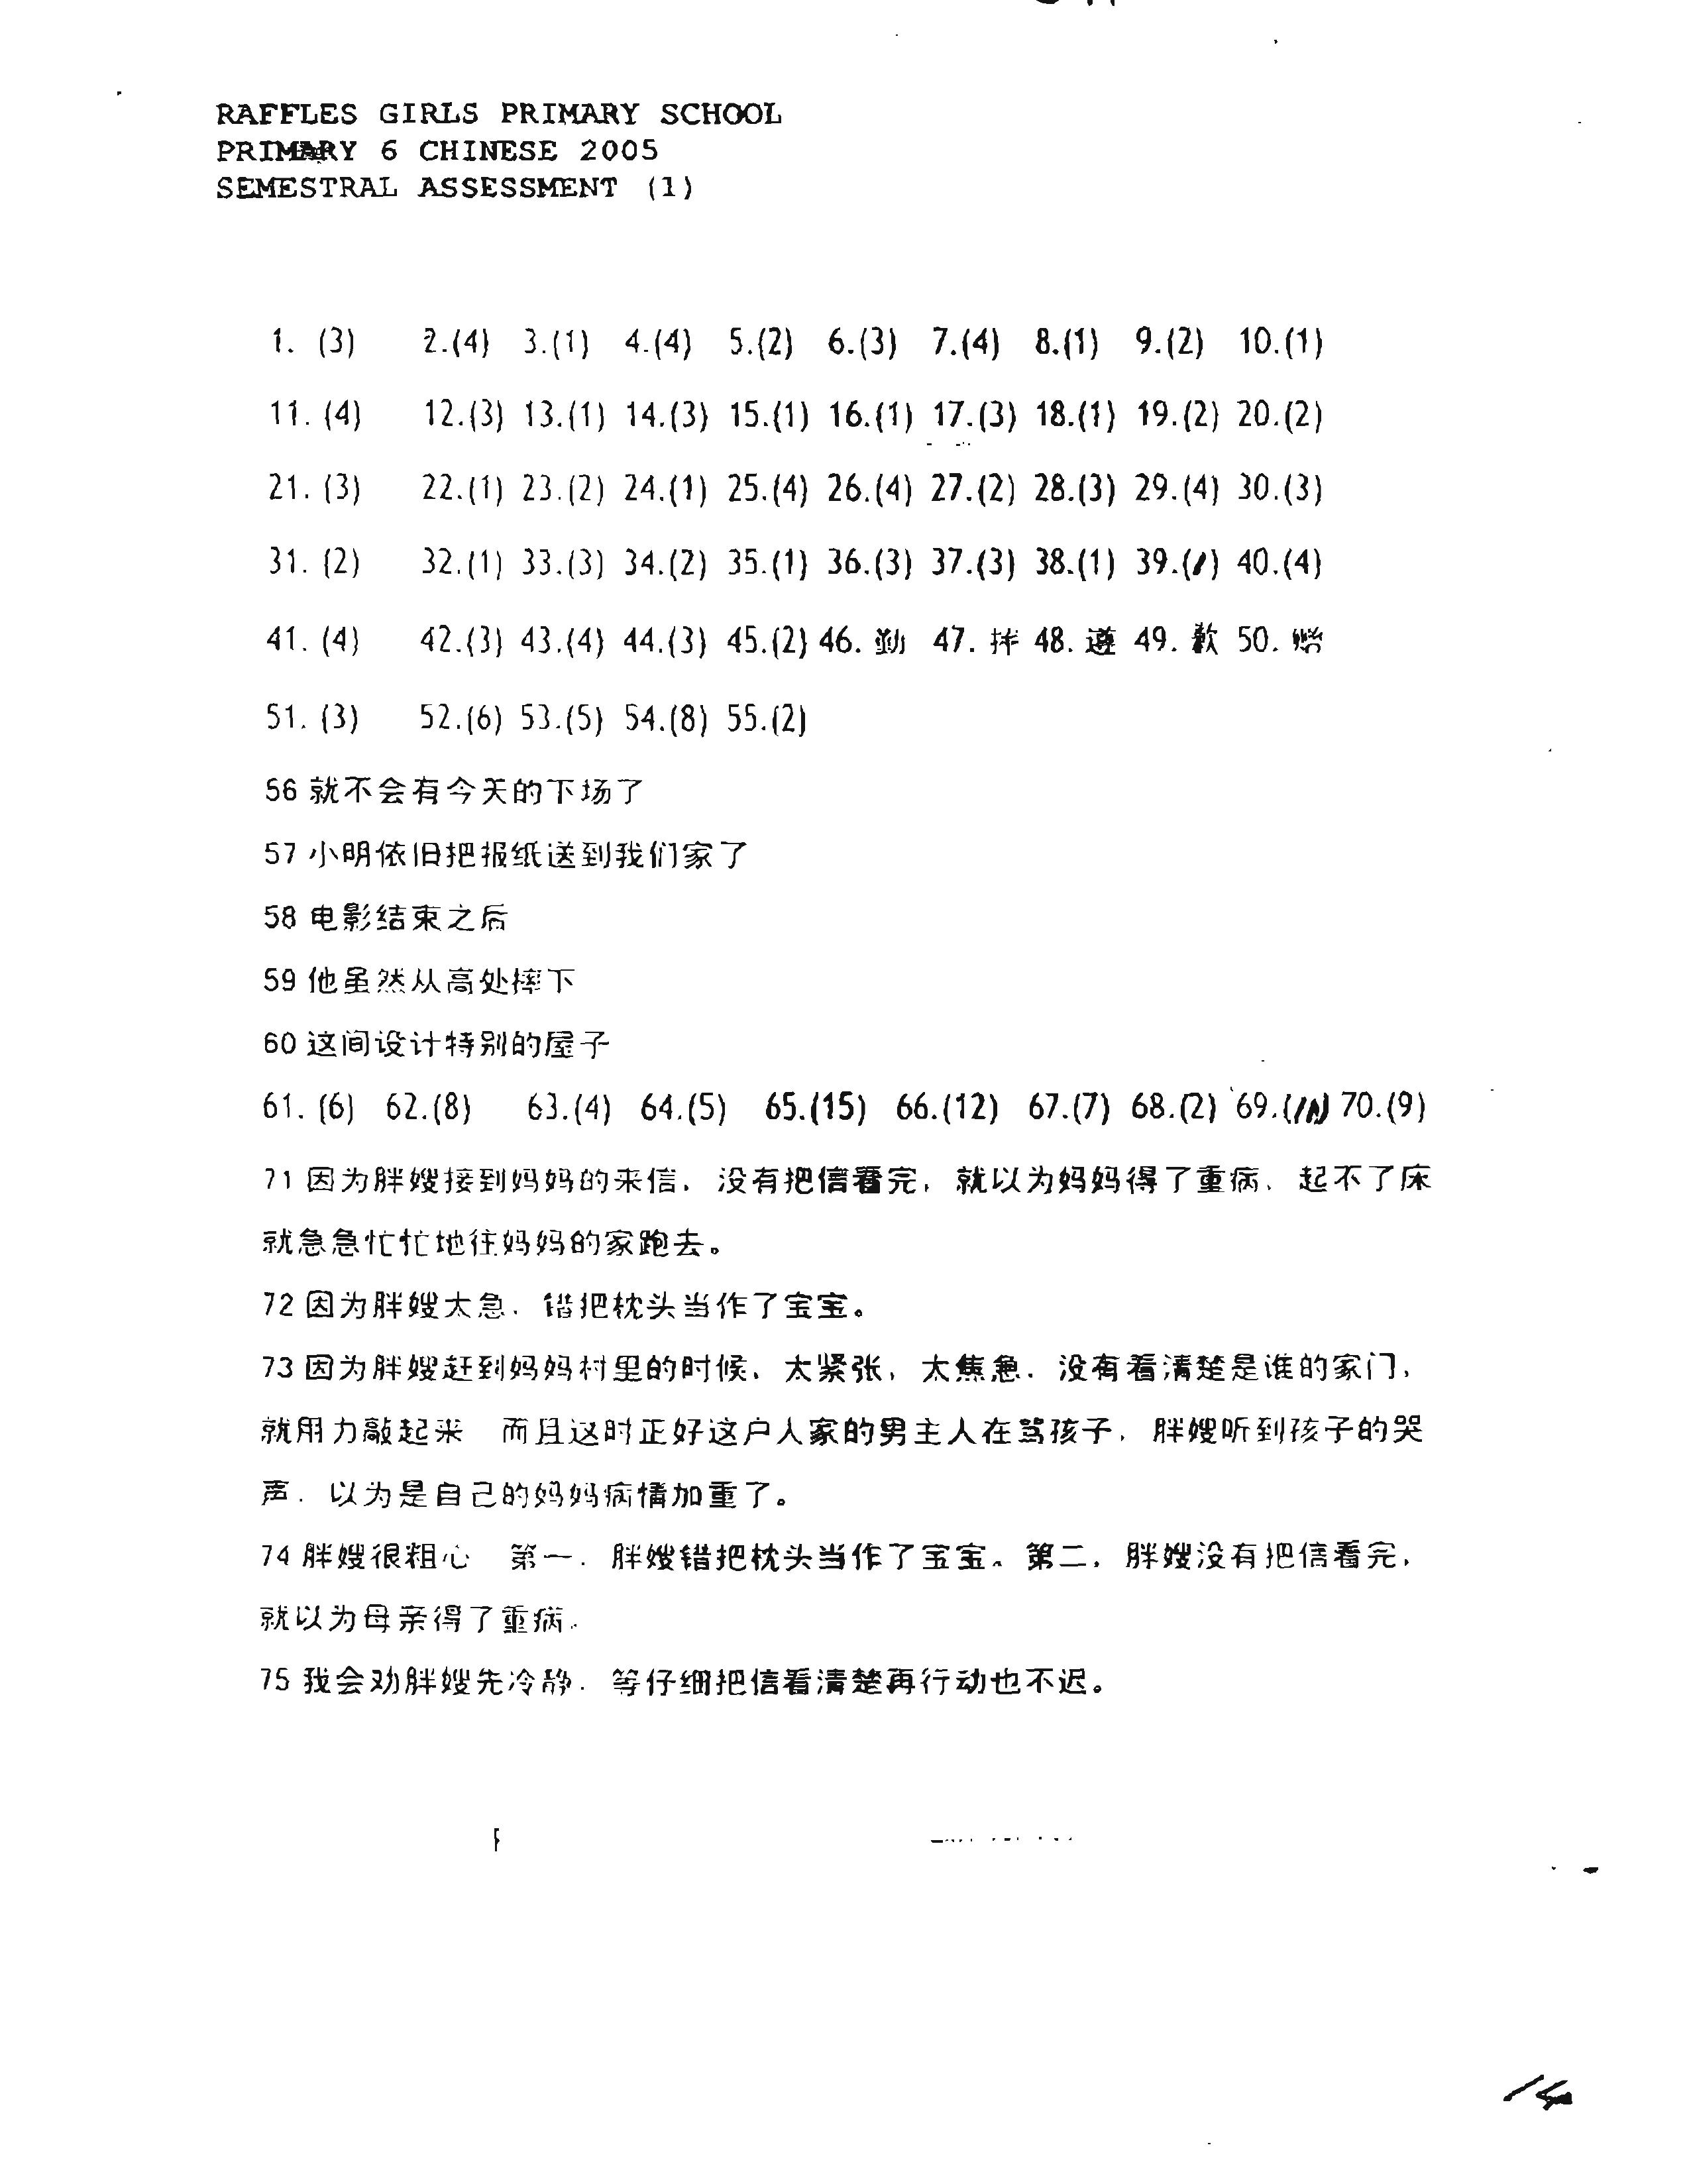 RAFFLES GIRLS PRIMARY SCHOOL
PRIMARY 6 CHINESE 2005
SEMESTRAL ASSESSMENT (1)
1. (3) 2.(4) 3.(1) 4.(4) 5.(2) 6.(3) 7.(4) 8.(1) 9.(2) 10.(1)
11. (4) 12.(3) 13.(1) 14.(3) 15.(1) 16.(1) 17.(3) 18.(1) 19.(2) 20.(2)
21. (3) 22.(1) 23.(2) 24.(1) 25.(4) 26.(4) 27.(2) 28.(3) 29.(4) 30.(3)
31. (2) 32.(1) 33.(3) 34.(2) 35.(1) 36.(3) 37.(3) 38.(1) 39.(1) 40.(4)
41. (4) 42.(3) 43.(4) 44.(3) 45.(2) 46. 勤 47. 拌 48. 遵 49. 歉 50.
51. (3) 52.(6) 53.(5) 54.(8) 55.(2)
56 就不会有今天的下场了
57 小明依旧把报纸送到我们家了
58 电影结束之后
59 他虽然从高处摔下
60 这间设计特别的屋子
61. (6) 62.(8) 63.(4) 64.(5) 65.(15) 66.(12) 67.(7) 68.(2) 69. 70.(9)
71 因为胖嫂接到妈妈的来信，没有把信看完，就以为妈妈得了重病、起不了床
就急急忙忙地往妈妈的家跑去。
72 因为胖嫂太急，错把枕头当作了宝宝。
73 因为胖嫂赶到妈妈村里的时候，太紧张，太焦急，没有看清楚是谁的家门，
就用力敲起来 而且这时正好这户人家的男主人在骂孩子，胖嫂听到孩子的哭
声，以为是自己的妈妈病情加重了。
74 胖嫂很粗心 第一，胖嫂错把枕头当作了宝宝。第二，胖嫂没有把信看完，
就以为母亲得了重病。
75 我会劝胖嫂先冷静，等仔细把信看清楚再行动也不迟。
14